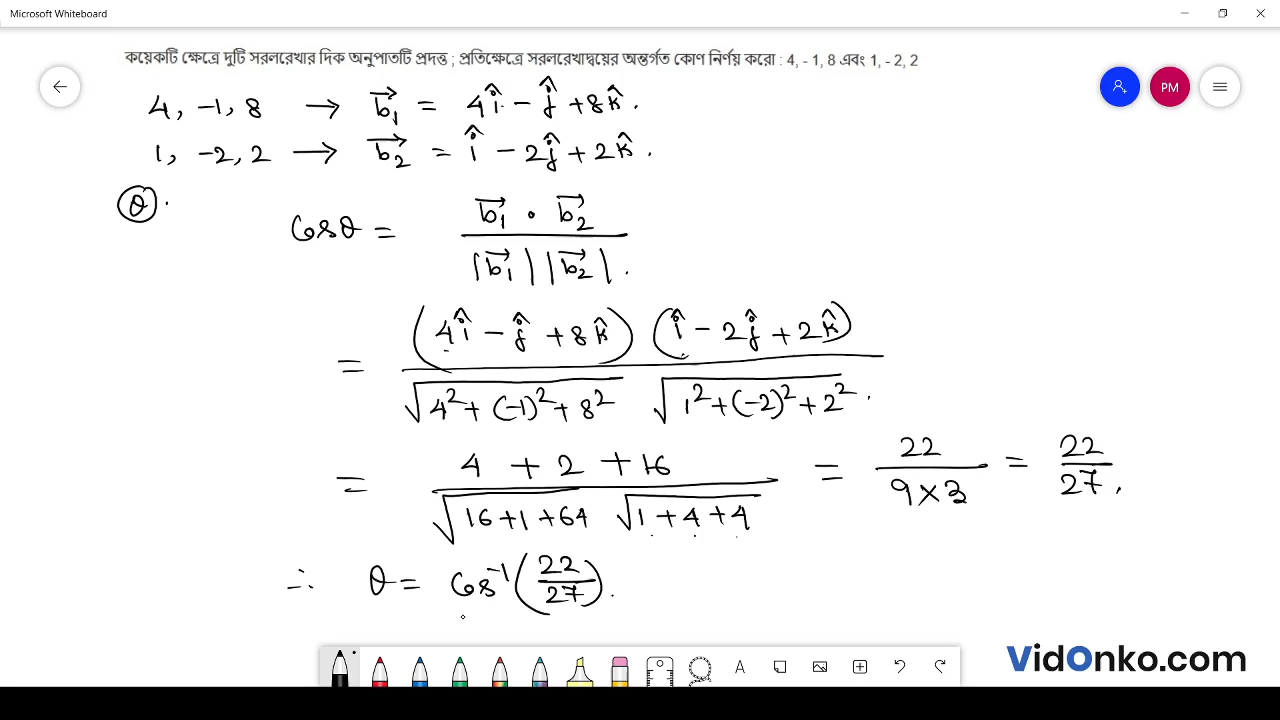 Microsoft Whiteboard
কয়েকটি ক্ষেত্রে দুটি সরলরেখার দিক অনুপাতটি প্রদত্ত ; প্রতিক্ষেত্রে সরলরেখাদ্বয়ের অন্তর্গত কোণ নির্ণয় করো : 4, - 1, 8 এবং 1, - 2, 2
PM
4, -1, 8 → b⃗₁ = 4î - ĵ + 8k̂.
1, -2, 2 → b⃗₂ = î - 2ĵ + 2k̂.
θ.
Cosθ = b⃗₁ • b⃗₂ / |b⃗₁| |b⃗₂|.
= (4î - ĵ + 8k̂) (î - 2ĵ + 2k̂) / √4² + (-1)² + 8² √1² + (-2)² + 2².
= 4 + 2 + 16 / √16+1+64 √1+4+4 = 22 / 9×3 = 22/27.
∴ θ = Cos⁻¹(22/27).
A
VidOnko.com